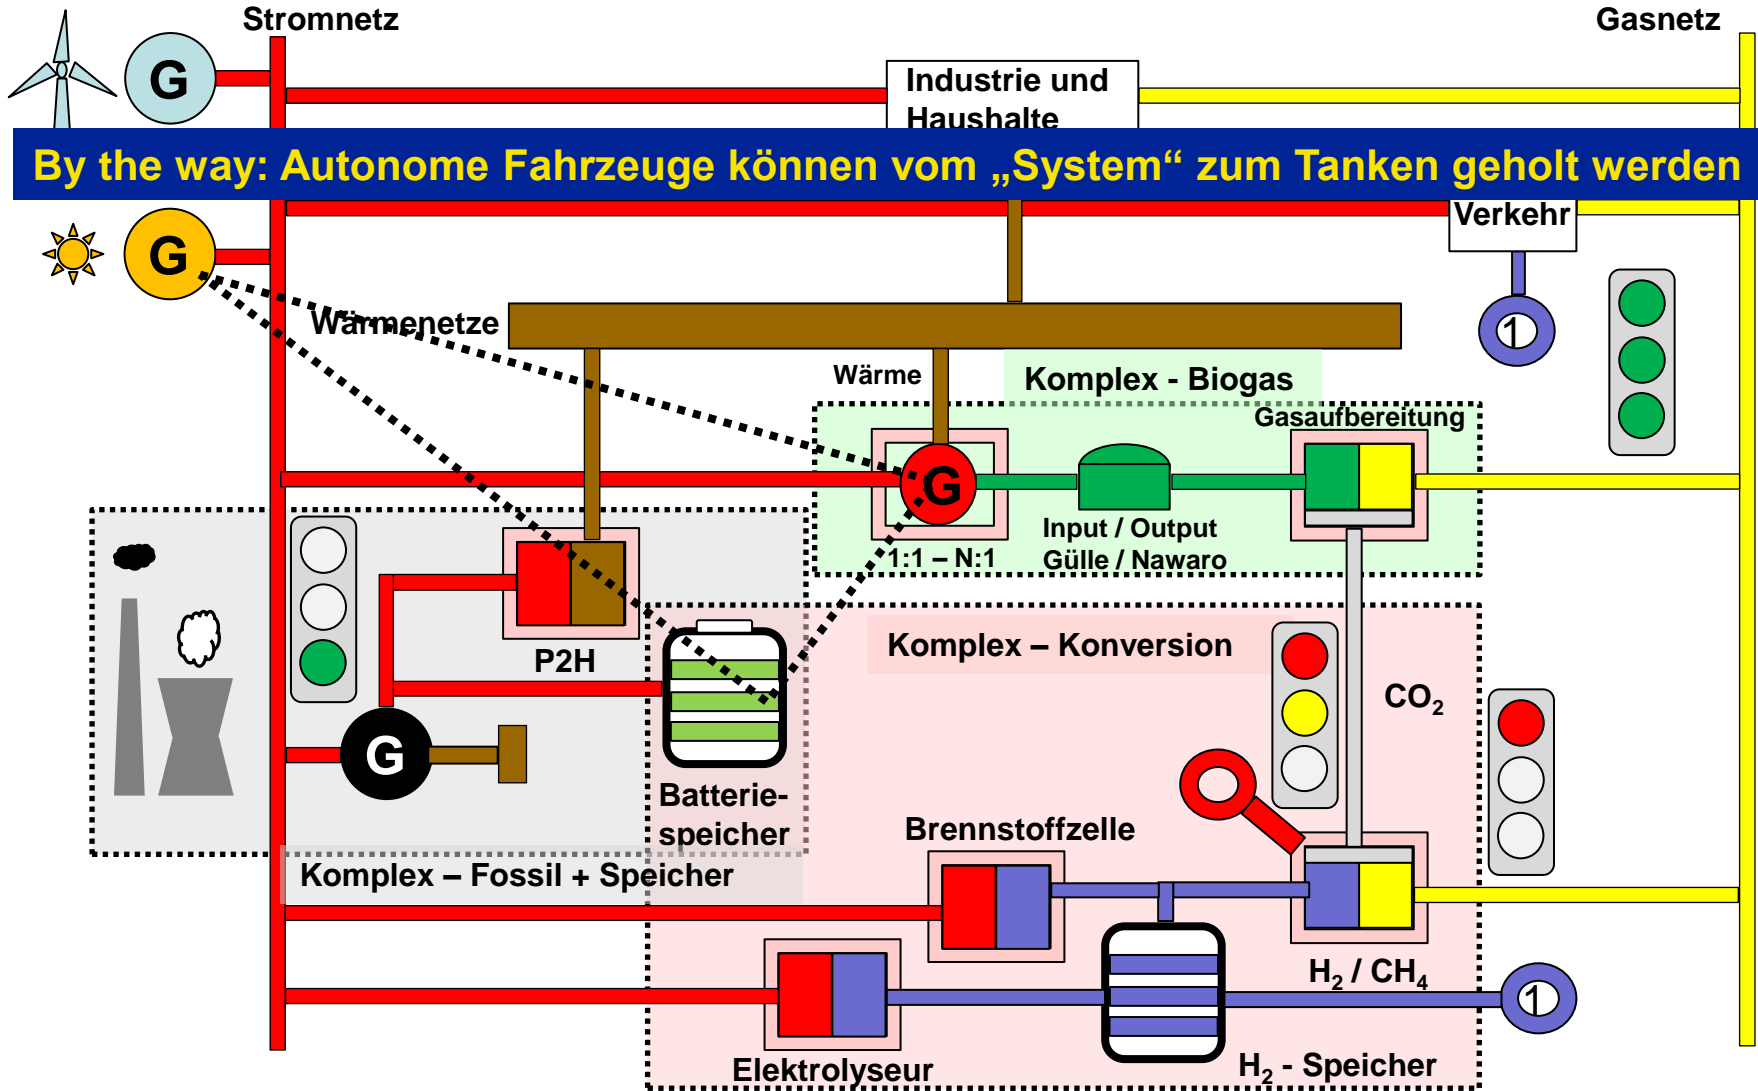 Stromnetz
Gasnetz
G
Industrie und
Haushalte
By the way: Autonome Fahrzeuge können vom „System“ zum Tanken geholt werden
G
Verkehr
Wärmenetze
1
Wärme
Komplex - Biogas
Gasaufbereitung
G
1:1 – N:1
Input / Output
Gülle / Nawaro
P2H
Komplex – Konversion
CO₂
G
Batterie-
speicher
Brennstoffzelle
Komplex – Fossil + Speicher
H₂ / CH₄
1
Elektrolyseur
H₂ - Speicher